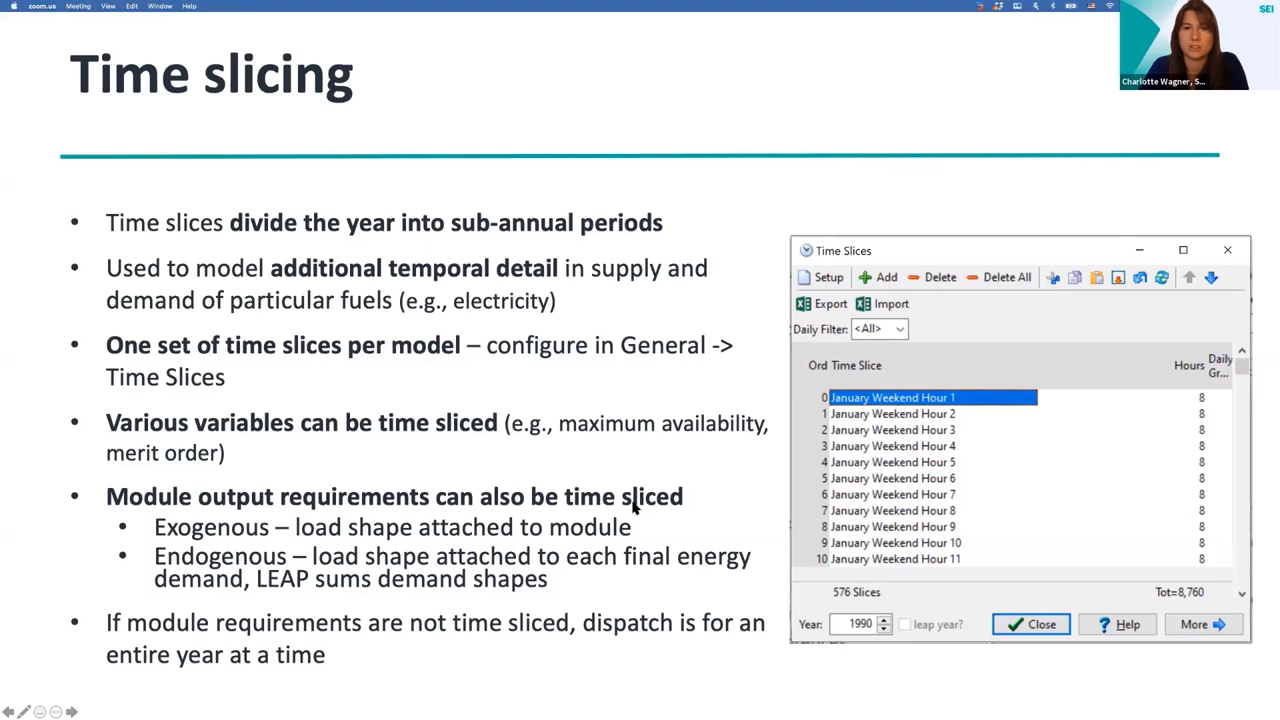 zoom.us Meeting View Edit Window Help
SEI
Charlotte Wagner, S...
Time slicing
• Time slices divide the year into sub-annual periods
• Used to model additional temporal detail in supply and
demand of particular fuels (e.g., electricity)
• One set of time slices per model – configure in General ->
Time Slices
• Various variables can be time sliced (e.g., maximum availability,
merit order)
• Module output requirements can also be time sliced
• Exogenous – load shape attached to module
• Endogenous – load shape attached to each final energy
demand, LEAP sums demand shapes
• If module requirements are not time sliced, dispatch is for an
entire year at a time
Time Slices
Setup Add Delete Delete All
Export Import
Daily Filter: <All>
Ord Time Slice Hours Daily
Gr...
0 January Weekend Hour 1 8
1 January Weekend Hour 2 8
2 January Weekend Hour 3 8
3 January Weekend Hour 4 8
4 January Weekend Hour 5 8
5 January Weekend Hour 6 8
6 January Weekend Hour 7 8
7 January Weekend Hour 8 8
8 January Weekend Hour 9 8
9 January Weekend Hour 10 8
10 January Weekend Hour 11 8
576 Slices Tot=8,760
Year: 1990 leap year? Close Help More